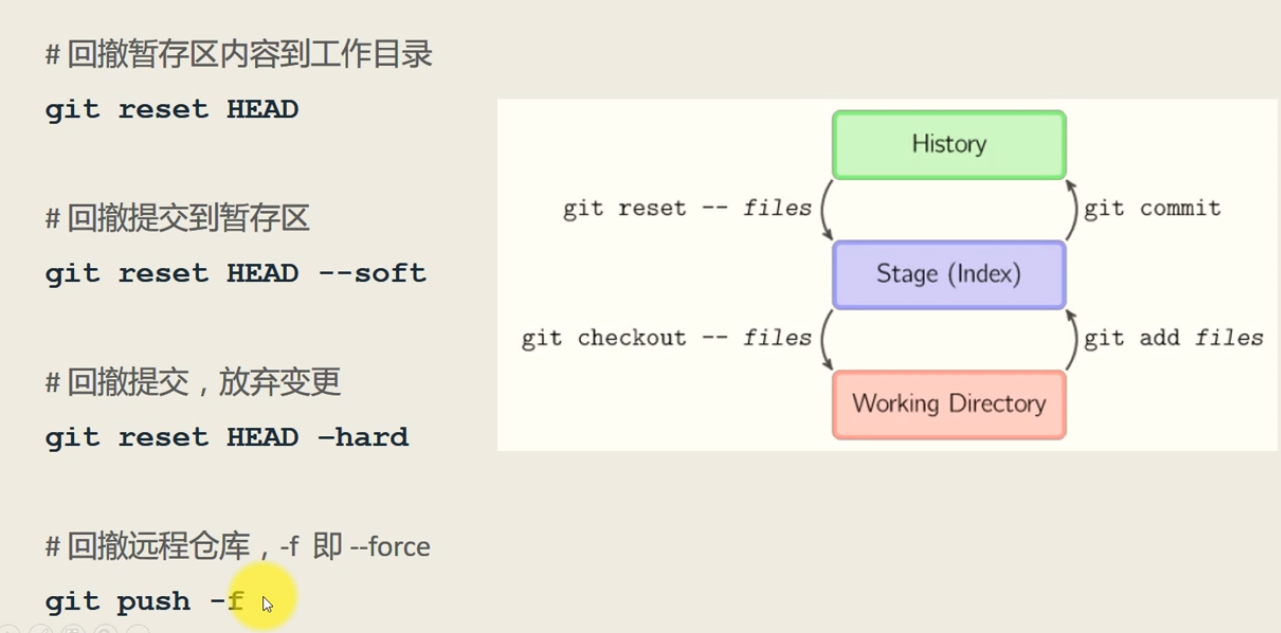 # 回撤暂存区内容到工作目录
git reset HEAD
# 回撤提交到暂存区
git reset HEAD --soft
# 回撤提交，放弃变更
git reset HEAD –hard
# 回撤远程仓库，-f 即 --force
git push -f
History
git reset -- files
git commit
Stage (Index)
git checkout -- files
git add files
Working Directory